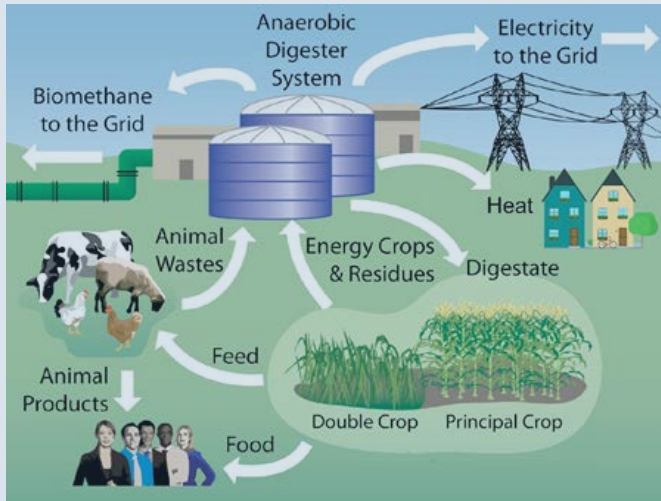 Anaerobic
Digester
System
Electricity
to the Grid
Biomethane
to the Grid
Heat
Animal
Wastes
Energy Crops
& Residues
Digestate
Feed
Animal
Products
Double Crop
Principal Crop
Food